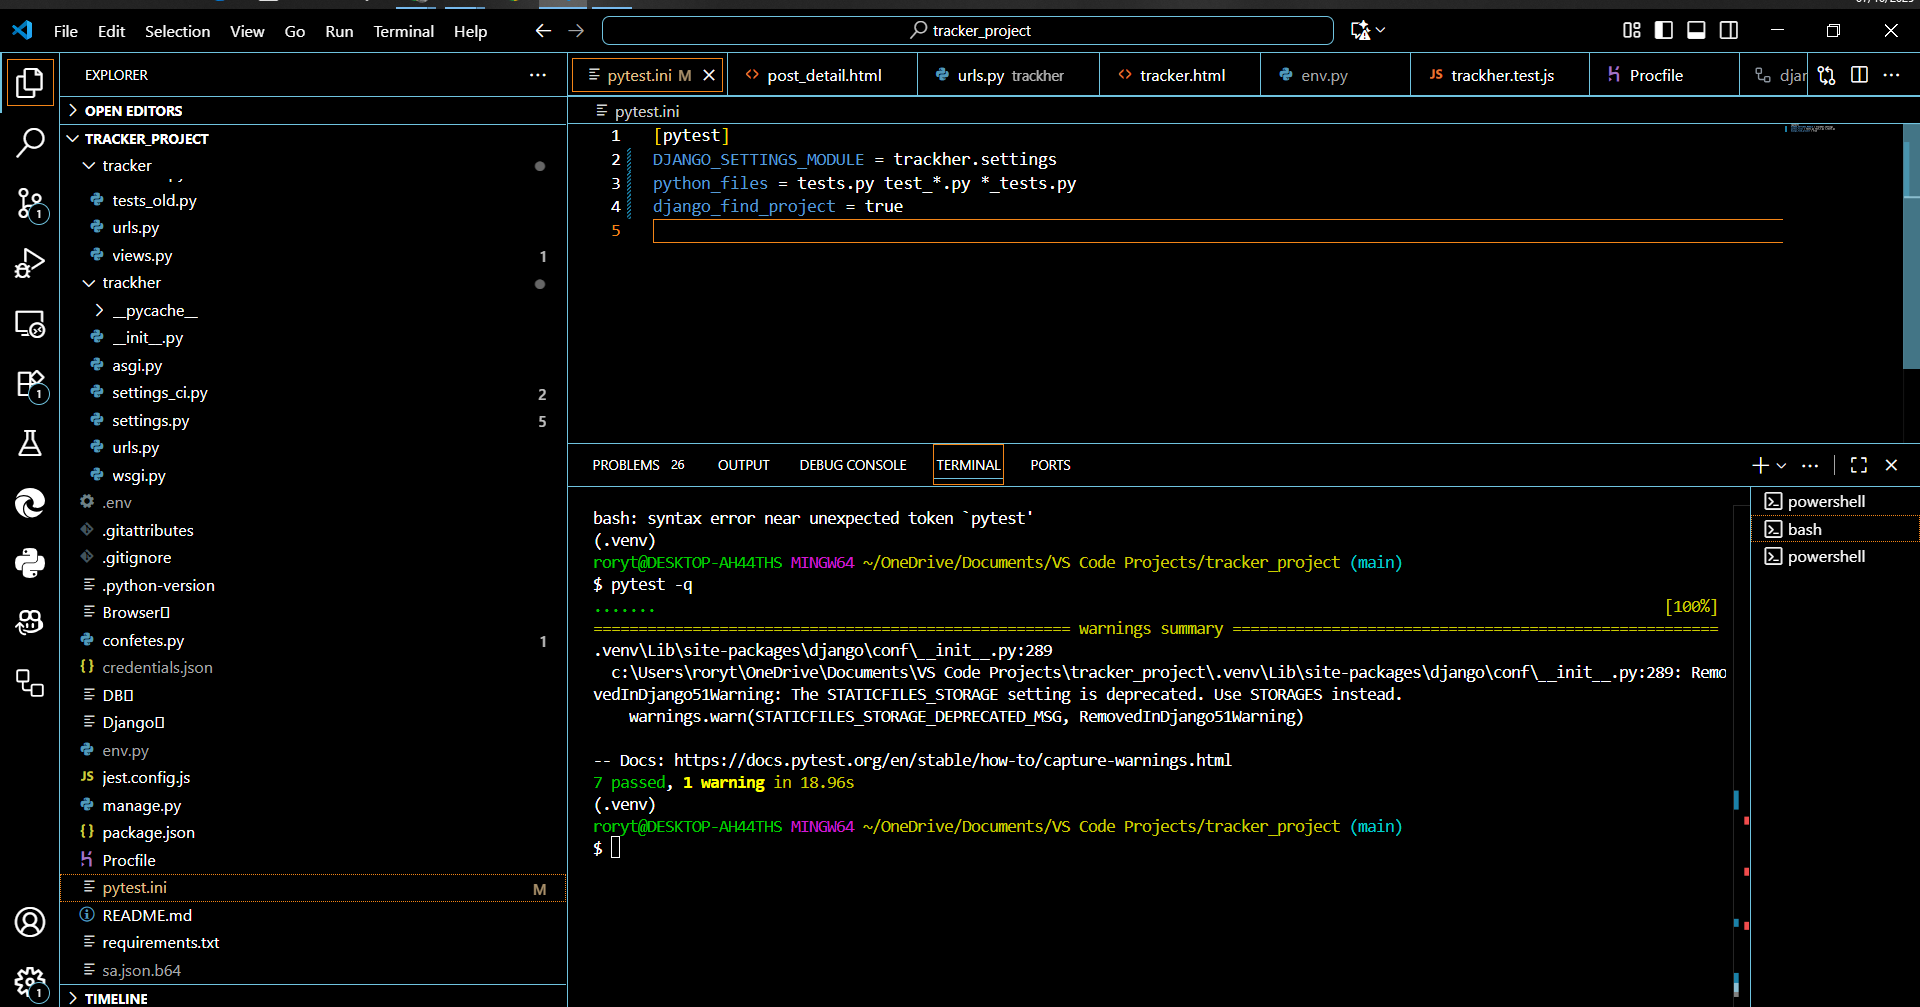 File Edit Selection View Go Run Terminal Help
tracker_project
EXPLORER
OPEN EDITORS
TRACKER_PROJECT
tracker
tests_old.py
urls.py
views.py 1
trackher
__pycache__
__init__.py
asgi.py
settings_ci.py 2
settings.py 5
urls.py
wsgi.py
.env
.gitattributes
.gitignore
.python-version
Browser
confetes.py 1
credentials.json
DB
Django
env.py
JS jest.config.js
manage.py
{} package.json
Procfile
pytest.ini M
README.md
requirements.txt
sa.json.b64
TIMELINE
1
1
1
pytest.ini M
post_detail.html
urls.py trackher
tracker.html
env.py
JS trackher.test.js
Procfile
djar
pytest.ini
1 [pytest]
2 DJANGO_SETTINGS_MODULE = trackher.settings
3 python_files = tests.py test_*.py *_tests.py
4 django_find_project = true
5
PROBLEMS 26 OUTPUT DEBUG CONSOLE TERMINAL PORTS
bash: syntax error near unexpected token `pytest'
(.venv)
roryt@DESKTOP-AH44THS MINGW64 ~/OneDrive/Documents/VS Code Projects/tracker_project (main)
$ pytest -q
....... [100%]
===================================================== warnings summary ======================================================
.venv\Lib\site-packages\django\conf\__init__.py:289
c:\Users\roryt\OneDrive\Documents\VS Code Projects\tracker_project\.venv\Lib\site-packages\django\conf\__init__.py:289: Remo
vedInDjango51Warning: The STATICFILES_STORAGE setting is deprecated. Use STORAGES instead.
warnings.warn(STATICFILES_STORAGE_DEPRECATED_MSG, RemovedInDjango51Warning)
-- Docs: https://docs.pytest.org/en/stable/how-to/capture-warnings.html
7 passed, 1 warning in 18.96s
(.venv)
roryt@DESKTOP-AH44THS MINGW64 ~/OneDrive/Documents/VS Code Projects/tracker_project (main)
$
powershell
bash
powershell